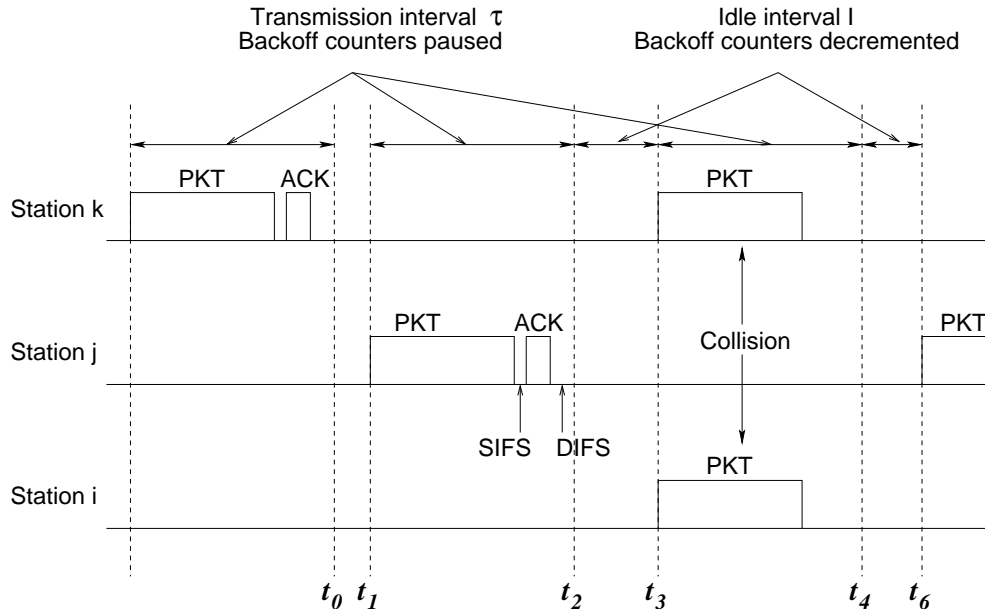 Transmission interval τ
Backoff counters paused
Idle interval I
Backoff counters decremented
PKT
ACK
PKT
Station k
PKT
ACK
PKT
Station j
Collision
SIFS
DIFS
PKT
Station i
t0 t1 t2 t3 t4 t6